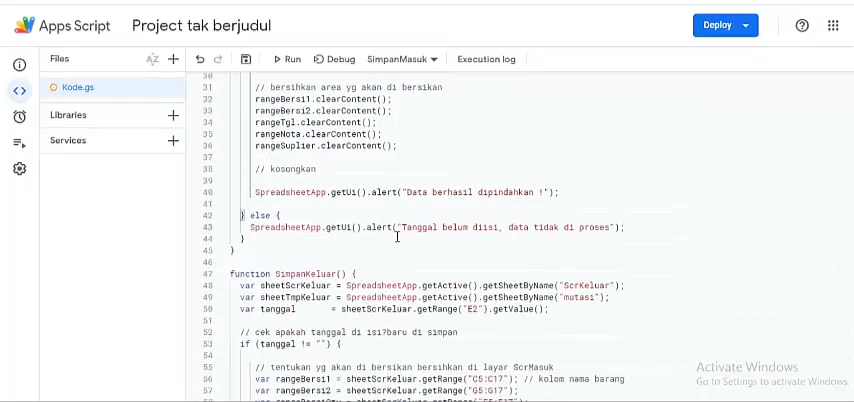 Apps Script Project tak berjudul Deploy
Files AZ Run Debug SimpanMasuk Execution log
Kode.gs
Libraries
Services
30
31 // bersihkan area yg akan di bersikan
32 rangeBersi1.clearContent();
33 rangeBersi2.clearContent();
34 rangeTgl.clearContent();
35 rangeNota.clearContent();
36 rangeSuplier.clearContent();
37
38 // kosongkan
39
40 SpreadsheetApp.getUi().alert("Data berhasil dipindahkan !");
41
42 } else {
43 SpreadsheetApp.getUi().alert("Tanggal belum diisi, data tidak di proses");
44 }
45 }
46
47 function SimpanKeluar() {
48 var sheetScrKeluar = SpreadsheetApp.getActive().getSheetByName("ScrKeluar");
49 var sheetTmpKeluar = SpreadsheetApp.getActive().getSheetByName("mutasi");
50 var tanggal = sheetScrKeluar.getRange("E2").getValue();
51
52 // cek apakah tanggal di isi?baru di simpan
53 if (tanggal != "") {
54
55 // tentukan yg akan di bersikan bersihkan di layar ScrMasuk
56 var rangeBersi1 = sheetScrKeluar.getRange("C5:C17"); // kolom nama barang
57 var rangeBersi2 = sheetScrKeluar.getRange("G5:G17");
Activate Windows
Go to Settings to activate Windows.